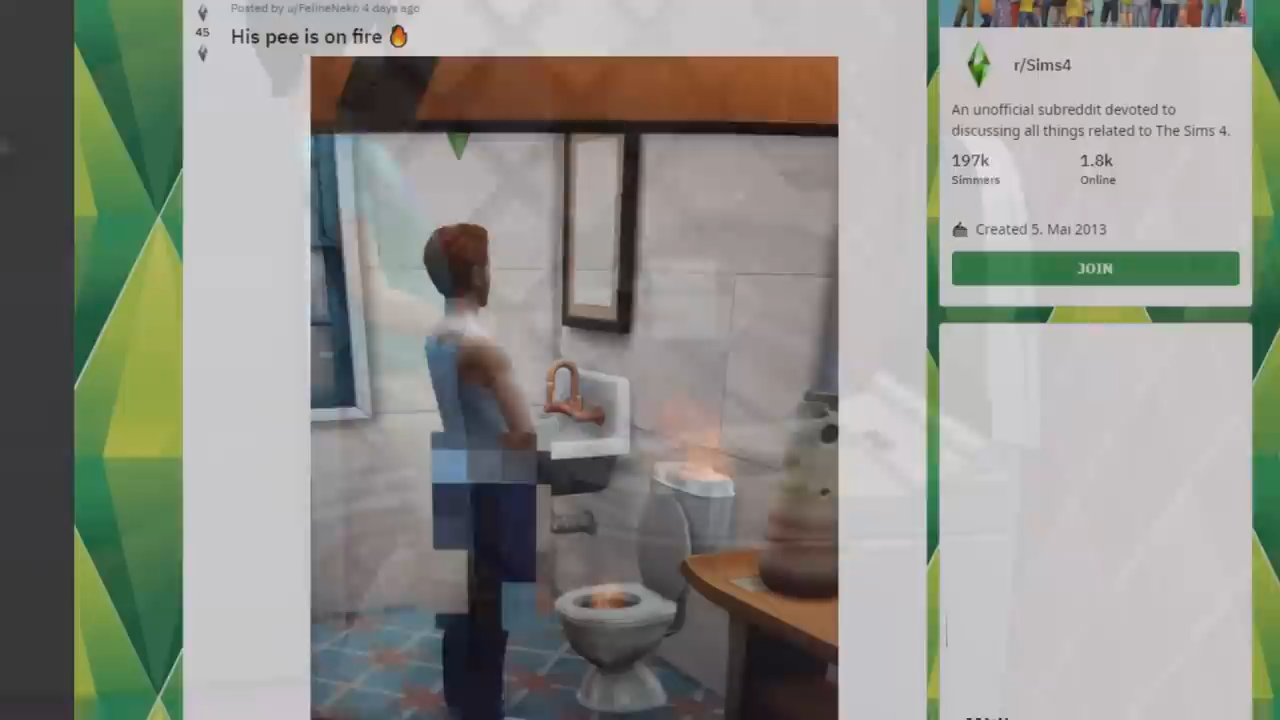 Posted by u/FelineNeko 4 days ago
45
His pee is on fire 🔥
r/Sims4
An unofficial subreddit devoted to
discussing all things related to The Sims 4.
197k
1.8k
Simmers
Online
Created 5. Mai 2013
JOIN